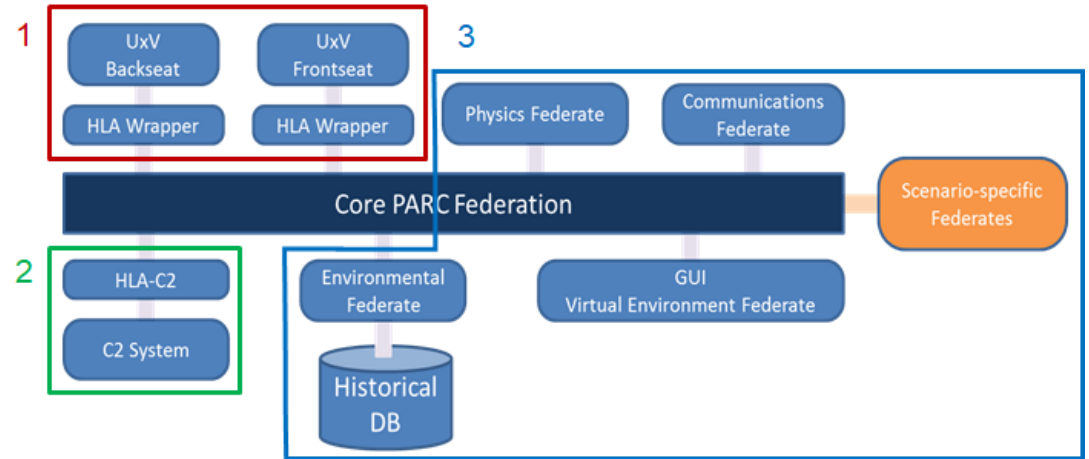 1
UxV
Backseat
UxV
Frontseat
3
HLA Wrapper
HLA Wrapper
Physics Federate
Communications
Federate
Core PARC Federation
Scenario-specific
Federates
2
HLA-C2
C2 System
Environmental
Federate
GUI
Virtual Environment Federate
Historical
DB